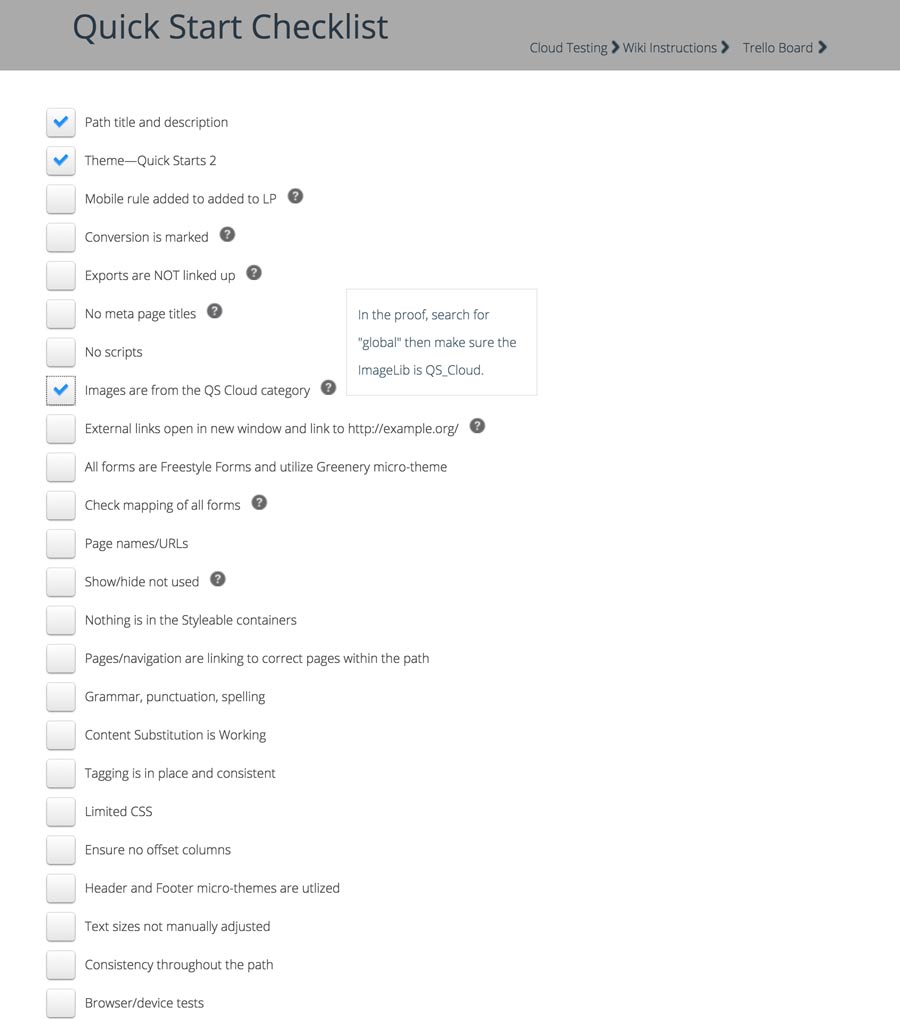 Quick Start Checklist
Cloud Testing Wiki Instructions Trello Board
Path title and description
Theme—Quick Starts 2
Mobile rule added to added to LP ?
Conversion is marked ?
Exports are NOT linked up ?
No meta page titles ?
In the proof, search for
"global" then make sure the
ImageLib is QS_Cloud.
No scripts
Images are from the QS Cloud category ?
External links open in new window and link to http://example.org/ ?
All forms are Freestyle Forms and utilize Greenery micro-theme
Check mapping of all forms ?
Page names/URLs
Show/hide not used ?
Nothing is in the Styleable containers
Pages/navigation are linking to correct pages within the path
Grammar, punctuation, spelling
Content Substitution is Working
Tagging is in place and consistent
Limited CSS
Ensure no offset columns
Header and Footer micro-themes are utlized
Text sizes not manually adjusted
Consistency throughout the path
Browser/device tests